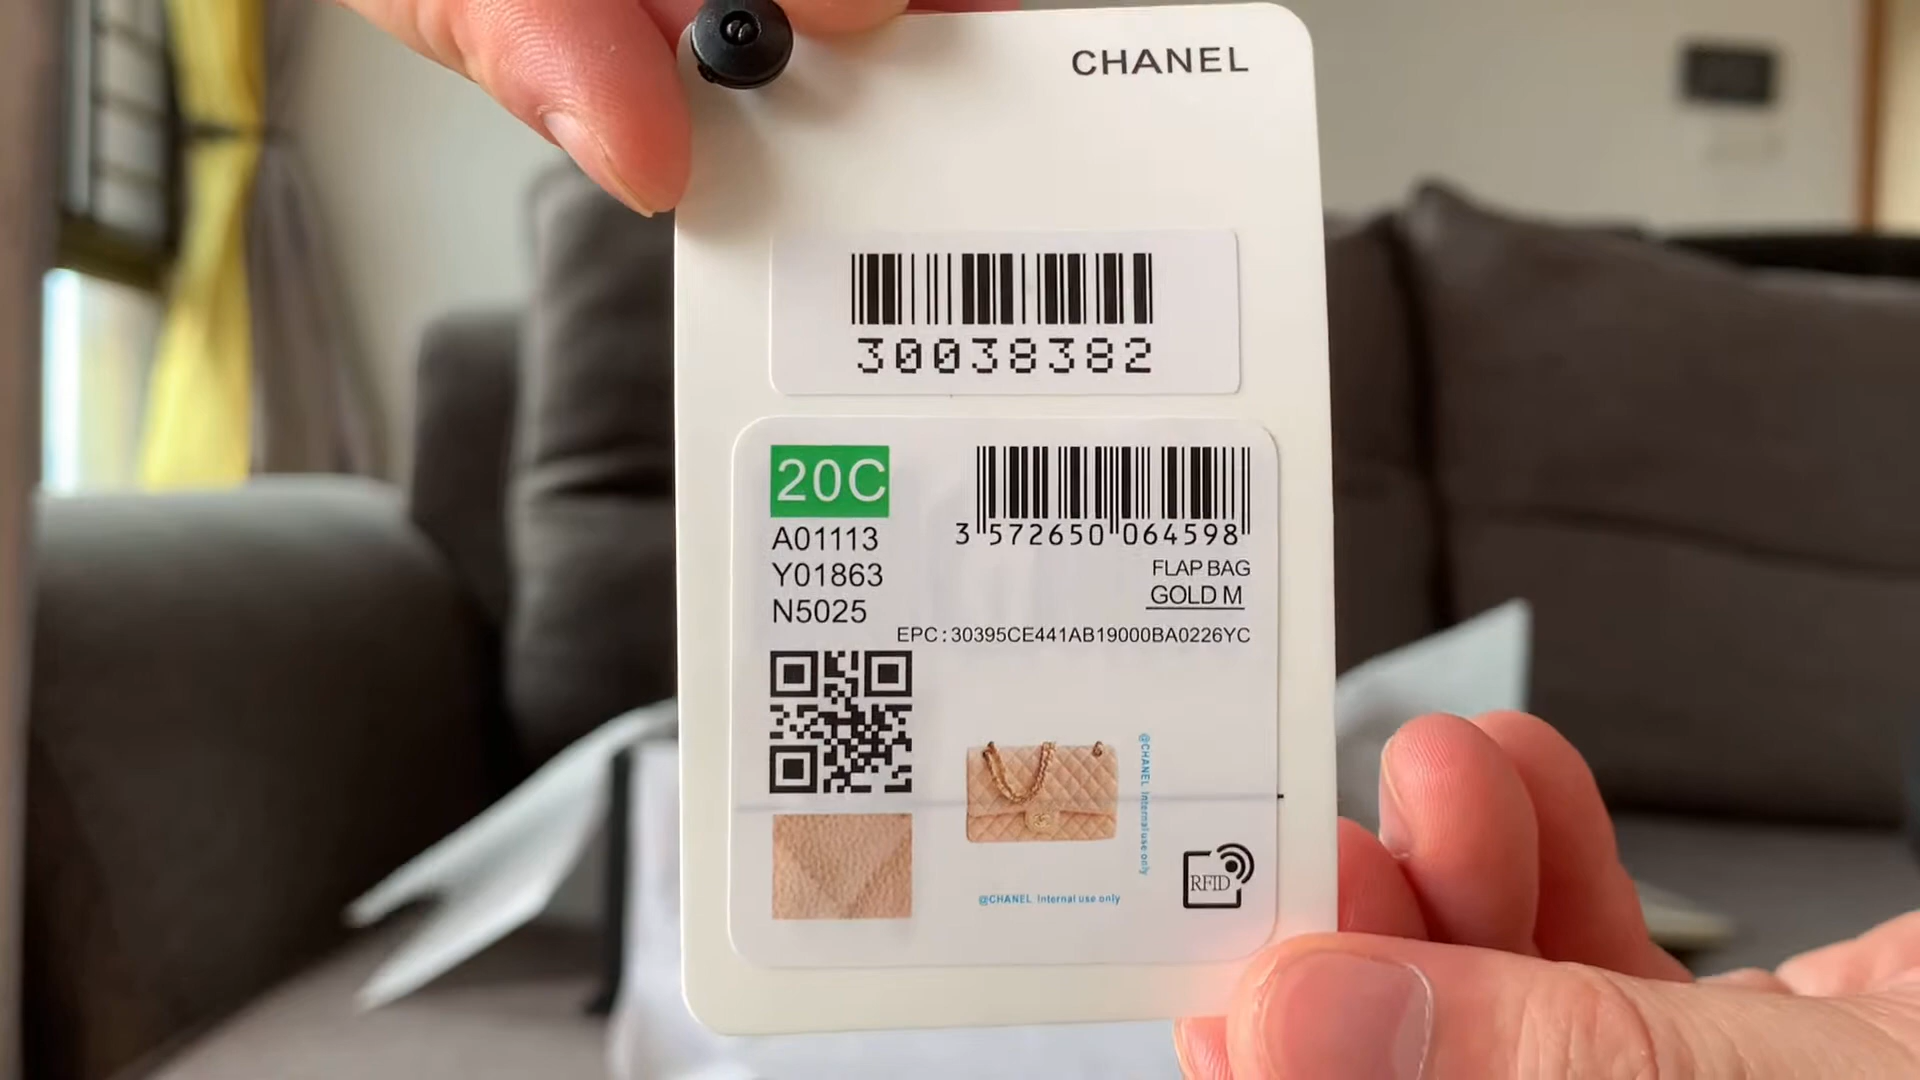 CHANEL
30038382
20C
A01113
Y01863
N5025
3 572650 064598
FLAP BAG
GOLD M
EPC : 30395CE441AB19000BA0226YC
@CHANEL Internal use only
@CHANEL Internal use only
RFID